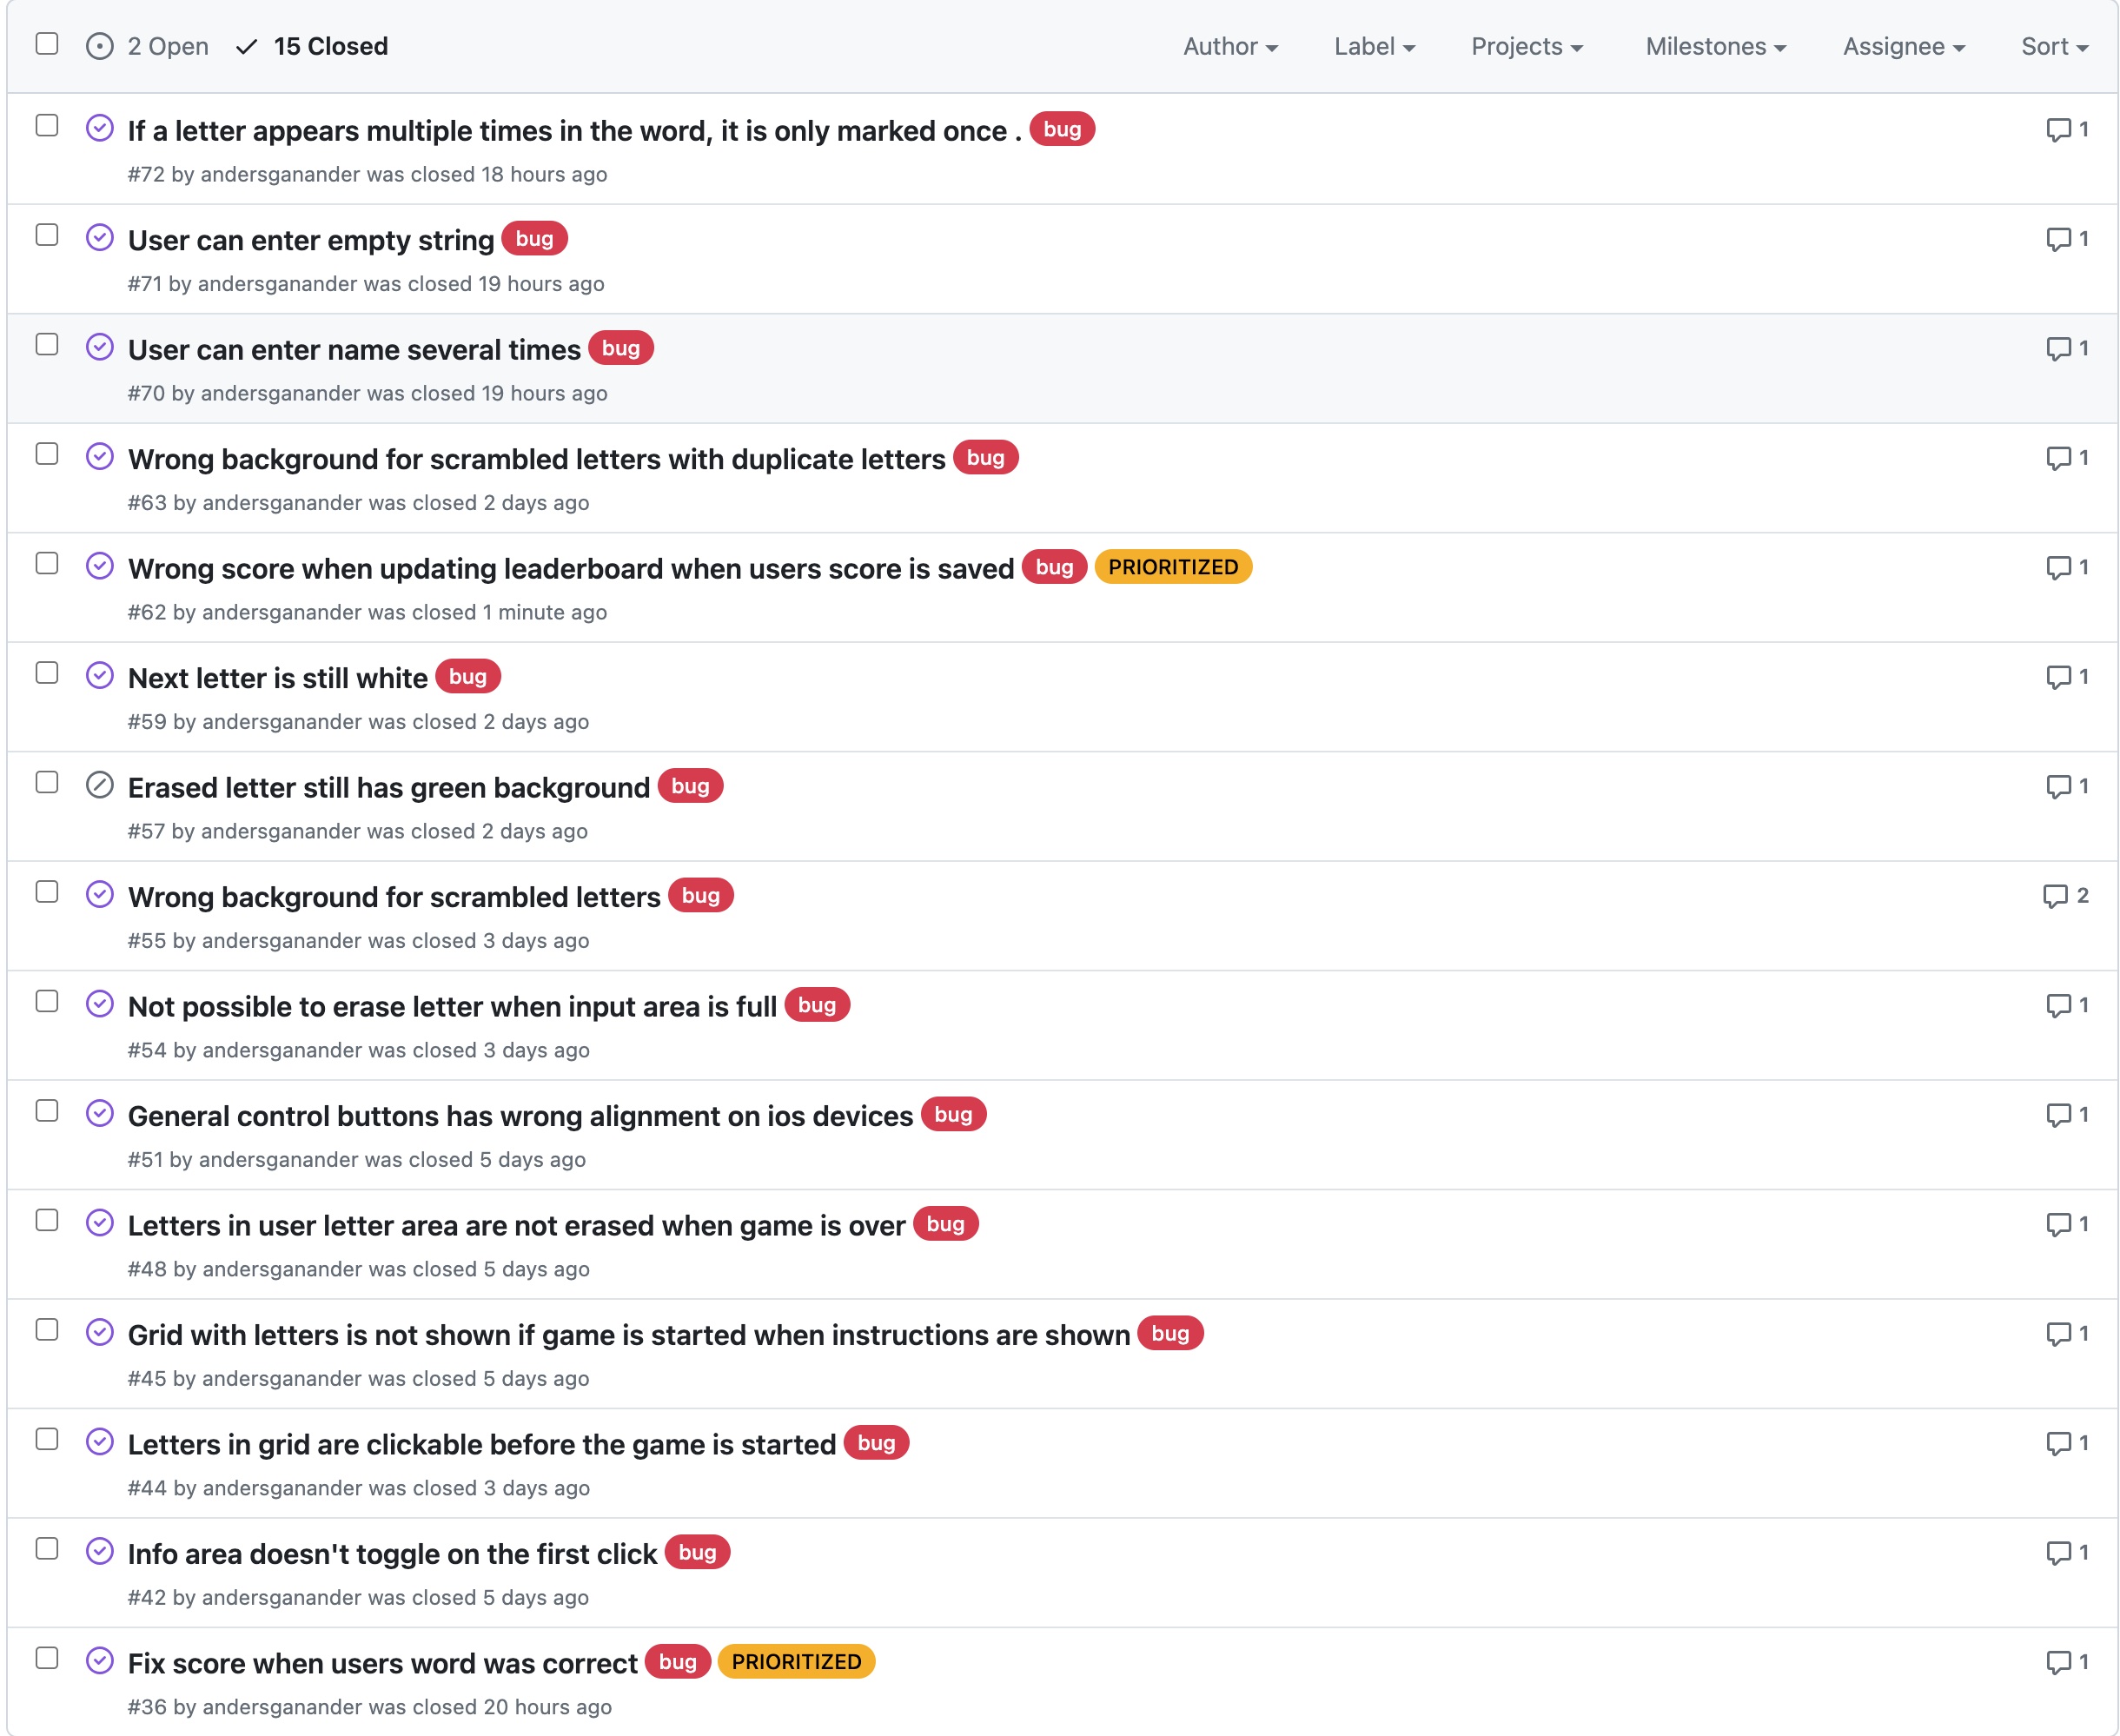 2 Open 15 Closed Author Label Projects Milestones Assignee Sort
If a letter appears multiple times in the word, it is only marked once . bug 1
#72 by andersganander was closed 18 hours ago
User can enter empty string bug 1
#71 by andersganander was closed 19 hours ago
User can enter name several times bug 1
#70 by andersganander was closed 19 hours ago
Wrong background for scrambled letters with duplicate letters bug 1
#63 by andersganander was closed 2 days ago
Wrong score when updating leaderboard when users score is saved bug PRIORITIZED 1
#62 by andersganander was closed 1 minute ago
Next letter is still white bug 1
#59 by andersganander was closed 2 days ago
Erased letter still has green background bug 1
#57 by andersganander was closed 2 days ago
Wrong background for scrambled letters bug 2
#55 by andersganander was closed 3 days ago
Not possible to erase letter when input area is full bug 1
#54 by andersganander was closed 3 days ago
General control buttons has wrong alignment on ios devices bug 1
#51 by andersganander was closed 5 days ago
Letters in user letter area are not erased when game is over bug 1
#48 by andersganander was closed 5 days ago
Grid with letters is not shown if game is started when instructions are shown bug 1
#45 by andersganander was closed 5 days ago
Letters in grid are clickable before the game is started bug 1
#44 by andersganander was closed 3 days ago
Info area doesn't toggle on the first click bug 1
#42 by andersganander was closed 5 days ago
Fix score when users word was correct bug PRIORITIZED 1
#36 by andersganander was closed 20 hours ago